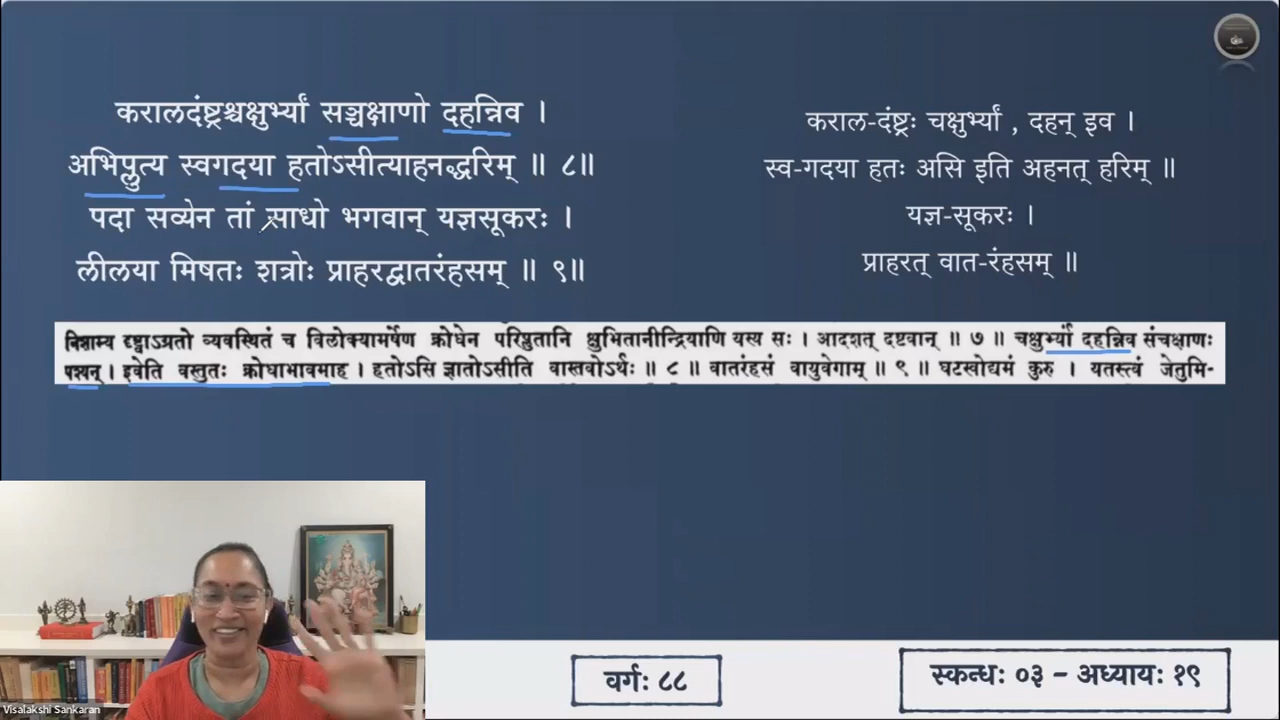 करालदंष्ट्रश्चक्षुर्भ्यां सञ्चक्षाणो दहन्निव ।
अभिप्लुत्य स्वगदया हतोऽसीत्याहनद्धरिम् ॥ ८॥
पदा सव्येन तां साधो भगवान् यज्ञसूकरः ।
लीलया मिषतः शत्रोः प्राहरद्वातरंहसम् ॥ ९॥
कराल-दंष्ट्रः चक्षुर्भ्यां , दहन् इव ।
स्व-गदया हतः असि इति अहनत् हरिम् ॥
यज्ञ-सूकरः ।
प्राहरत् वात-रंहसम् ॥
निशाम्य दृष्ट्वाऽग्रतो व्यवस्थितं च विलोक्यामर्षेण क्रोधेन परिप्लुतानि क्षुभितानीन्द्रियाणि यस्य सः । आदशत् दष्टवान् ॥ ७ ॥ चक्षुर्भ्यां दहन्निव संचक्षाणः
पश्यन् । इवेति वस्तुतः क्रोधाभावमाह । हतोऽसि ज्ञातोऽसीति वास्तवोऽर्थः ॥ ८ ॥ वातरंहसं वायुवेगाम् ॥ ९ ॥ घटस्वोद्यमं कुरु । यतस्त्वं जेतुमि-
Visalakshi Sankaran
वर्गः ८८
स्कन्धः ०३ – अध्यायः १९